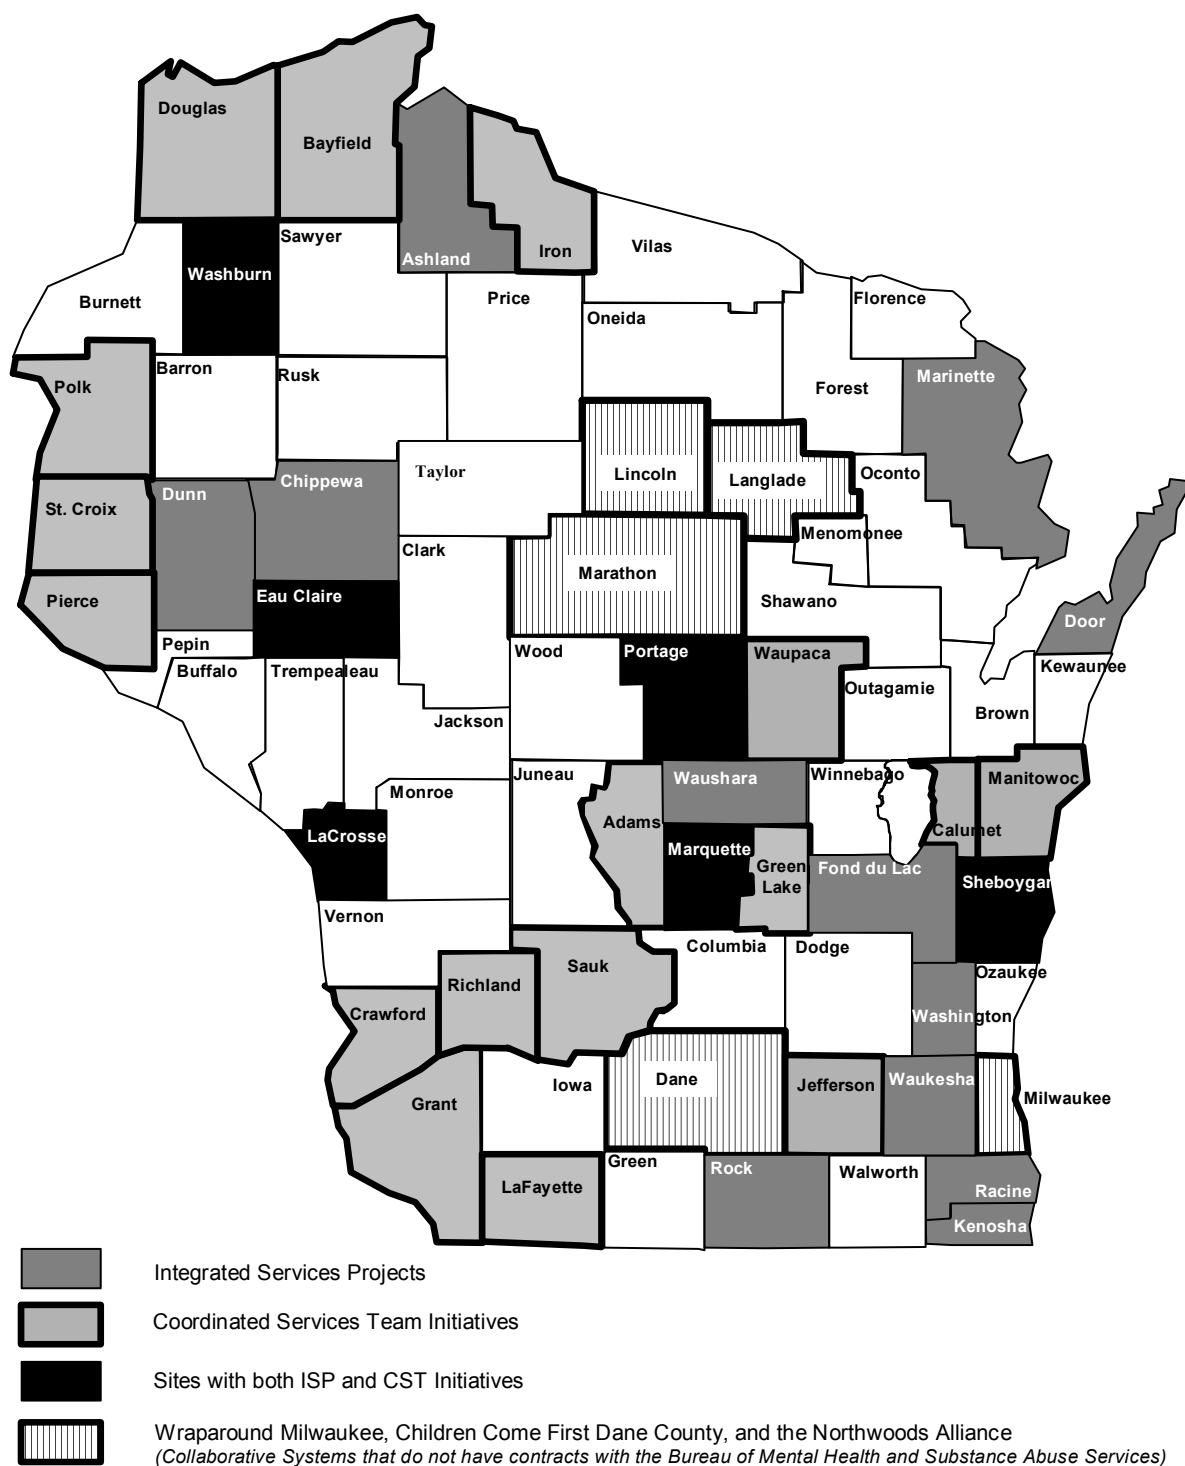 Douglas
Bayfield
Sawyer
Ashland
Iron
Vilas
Washburn
Burnett
Price
Florence
Oneida
Barron
Rusk
Polk
Forest
Marinette
Taylor
Lincoln
Langlade
Oconto
Chippewa
Dunn
St. Croix
Clark
Menomonee
Marathon
Eau Claire
Pierce
Shawano
Door
Pepin
Wood
Portage
Waupaca
Buffalo
Trempealeau
Kewaunee
Outagamie
Brown
Jackson
Juneau
Waushara
Winnebago
Manitowoc
Monroe
Adams
LaCrosse
Calumet
Marquette
Green
Lake
Fond du Lac
Sheboygan
Vernon
Columbia
Dodge
Sauk
Ozaukee
Richland
Crawford
Washington
Iowa
Dane
Jefferson
Waukesha
Milwaukee
Grant
Green
Rock
Walworth
LaFayette
Racine
Kenosha
Integrated Services Projects
Coordinated Services Team Initiatives
Sites with both ISP and CST Initiatives
Wraparound Milwaukee, Children Come First Dane County, and the Northwoods Alliance
(Collaborative Systems that do not have contracts with the Bureau of Mental Health and Substance Abuse Services)